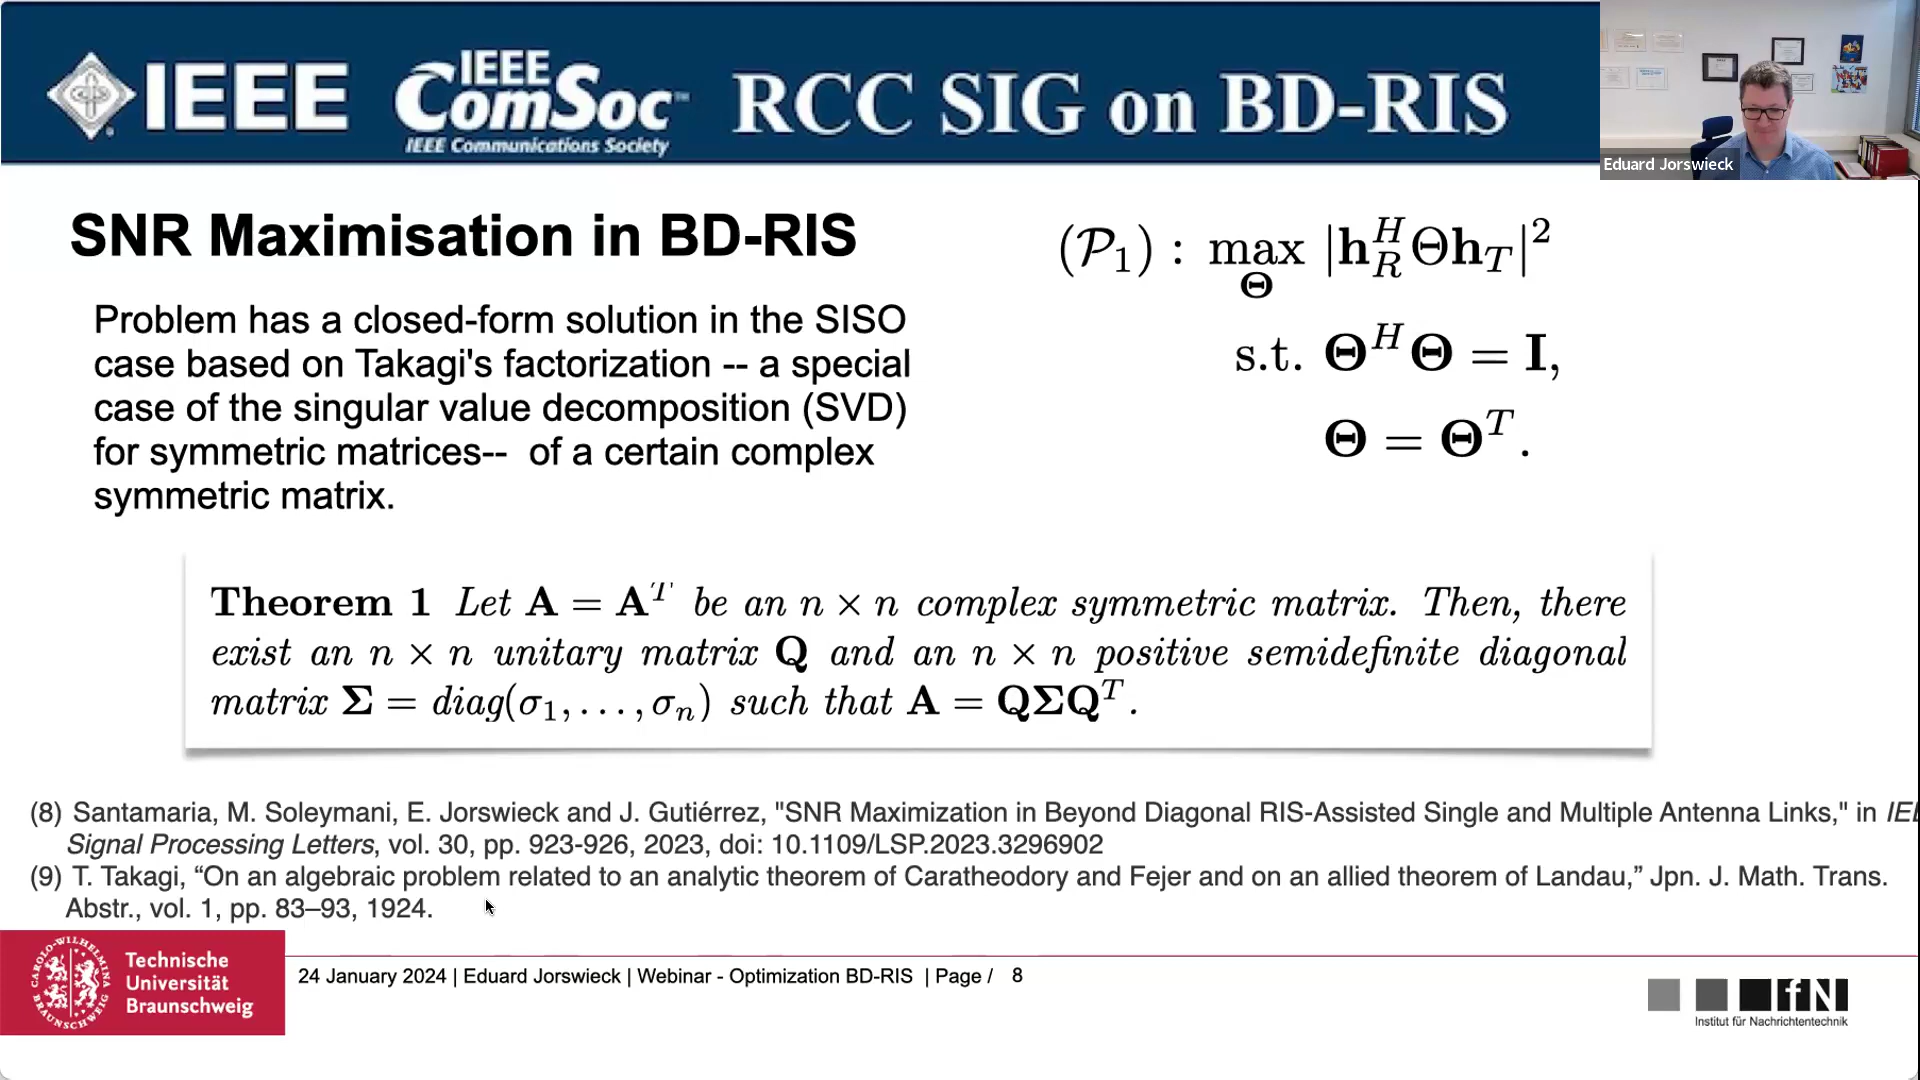 IEEE IEEE ComSoc™ RCC SIG on BD-RIS
IEEE Communications Society
Eduard Jorswieck
SNR Maximisation in BD-RIS
Problem has a closed-form solution in the SISO
case based on Takagi's factorization -- a special
case of the singular value decomposition (SVD)
for symmetric matrices-- of a certain complex
symmetric matrix.
(𝒫₁) : max_Θ |h_R^H Θ h_T|²
s.t. Θ^H Θ = I,
Θ = Θ^T.
Theorem 1 Let A = A^T be an n × n complex symmetric matrix. Then, there
exist an n × n unitary matrix Q and an n × n positive semidefinite diagonal
matrix Σ = diag(σ₁, . . . , σₙ) such that A = QΣQ^T.
(8) Santamaria, M. Soleymani, E. Jorswieck and J. Gutiérrez, "SNR Maximization in Beyond Diagonal RIS-Assisted Single and Multiple Antenna Links," in
Signal Processing Letters, vol. 30, pp. 923-926, 2023, doi: 10.1109/LSP.2023.3296902
(9) T. Takagi, “On an algebraic problem related to an analytic theorem of Caratheodory and Fejer and on an allied theorem of Landau,” Jpn. J. Math. Trans.
Abstr., vol. 1, pp. 83–93, 1924.
CAROLO-WILHELMINA
BRAUNSCHWEIG
Technische
Universität
Braunschweig
24 January 2024 | Eduard Jorswieck | Webinar - Optimization BD-RIS | Page / 8
IfN
Institut für Nachrichtentechnik